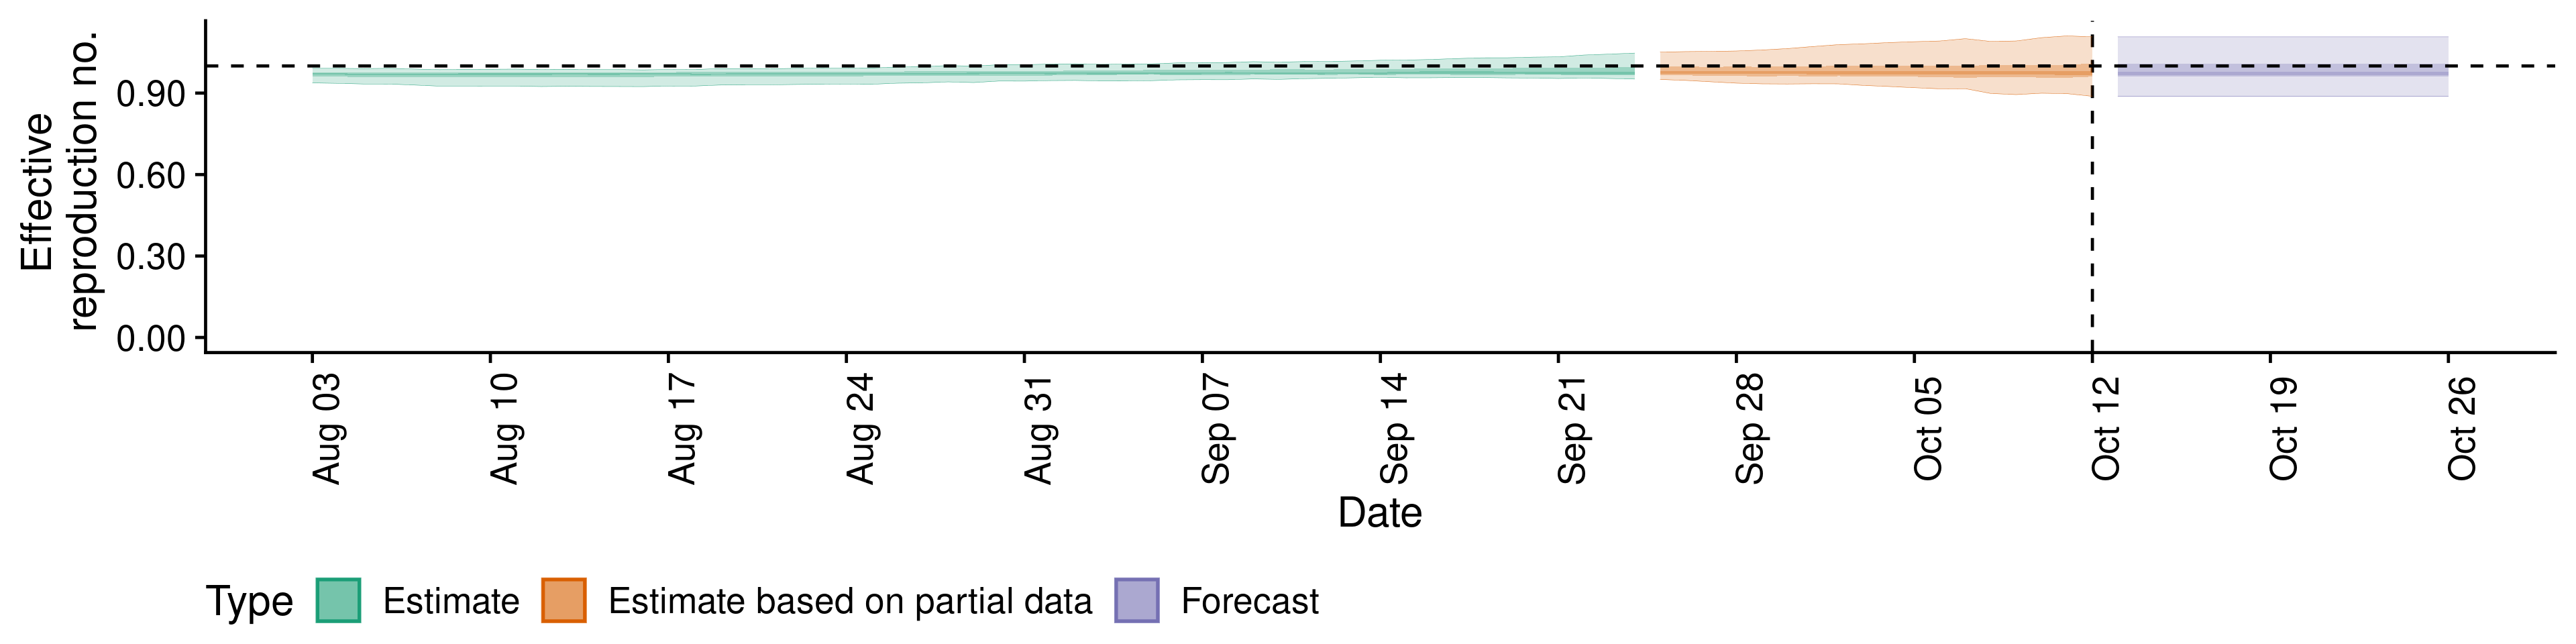 Effective
reproduction no.
0.90
0.60
0.30
0.00
Aug 03
Aug 10
Aug 17
Aug 24
Aug 31
Sep 07
Sep 14
Sep 21
Sep 28
Oct 05
Oct 12
Oct 19
Oct 26
Date
Type Estimate Estimate based on partial data Forecast